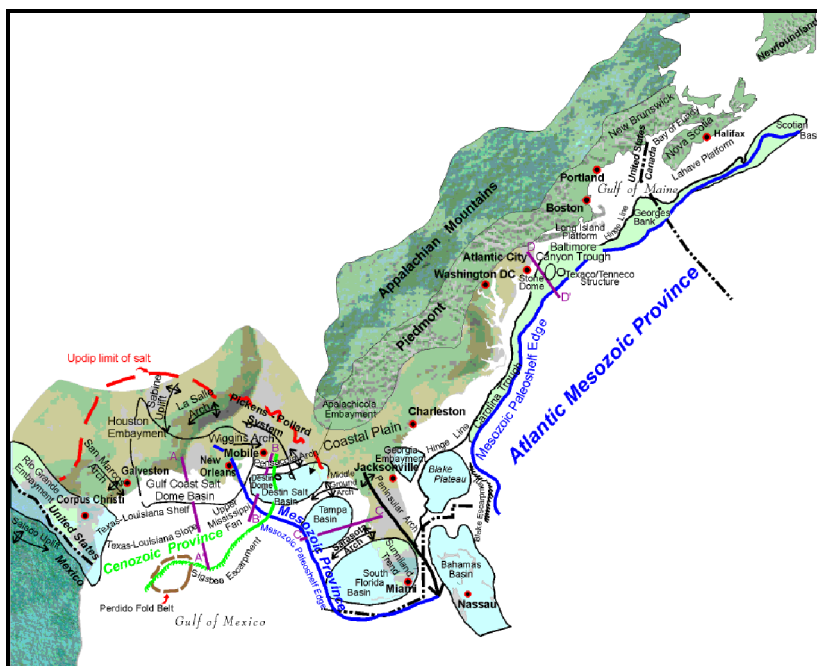 Newfoundland
New Brunswick
Bay of Fundy
Nova Scotia
Halifax
Scotian
Bas
Lahave Platform
United States
Canada
Portland
Gulf of Maine
Boston
Georges
Bank
Hinge Line
Long Island
Platform
Appalachian Mountains
Atlantic City
D
Baltimore
Canyon Trough
Washington DC
Stone
Dome
Texaco/Tenneco
Structure
D'
Piedmont
Atlantic Mesozoic Province
Mesozoic Paleoshelf Edge
Carolina Trough
Updip limit of salt
Sabine
Uplift
La Salle
Arch
Pickens - Pollard
System
Apalachicola
Embayment
Charleston
Coastal Plain
Houston
Embayment
Wiggins Arch
Mobile
Hinge Line
Georgia
Embayment
San Marcos
Arch
New
Orleans
A
B
Pensacola Arch
Jacksonville
Blake
Plateau
Rio Grande
Embayment
Galveston
Gulf Coast Salt
Dome Basin
Destin
Dome
Destin Salt
Basin
Middle
Ground
Arch
Peninsular Arch
Corpus Christi
Texas-Louisiana Shelf
Upper
Mississippi
Fan
B'
Tampa
Basin
C
Blake Escarpment
United States
Mexico
Texas-Louisiana Slope
Mesozoic Province
Mesozoic Paleoshelf Edge
Sarasota
Arch
Cenozoic Province
A'
Sigsbee Escarpment
Sunniland
Trend
South
Florida
Basin
Miami
Bahamas
Basin
Nassau
Perdido Fold Belt
Gulf of Mexico